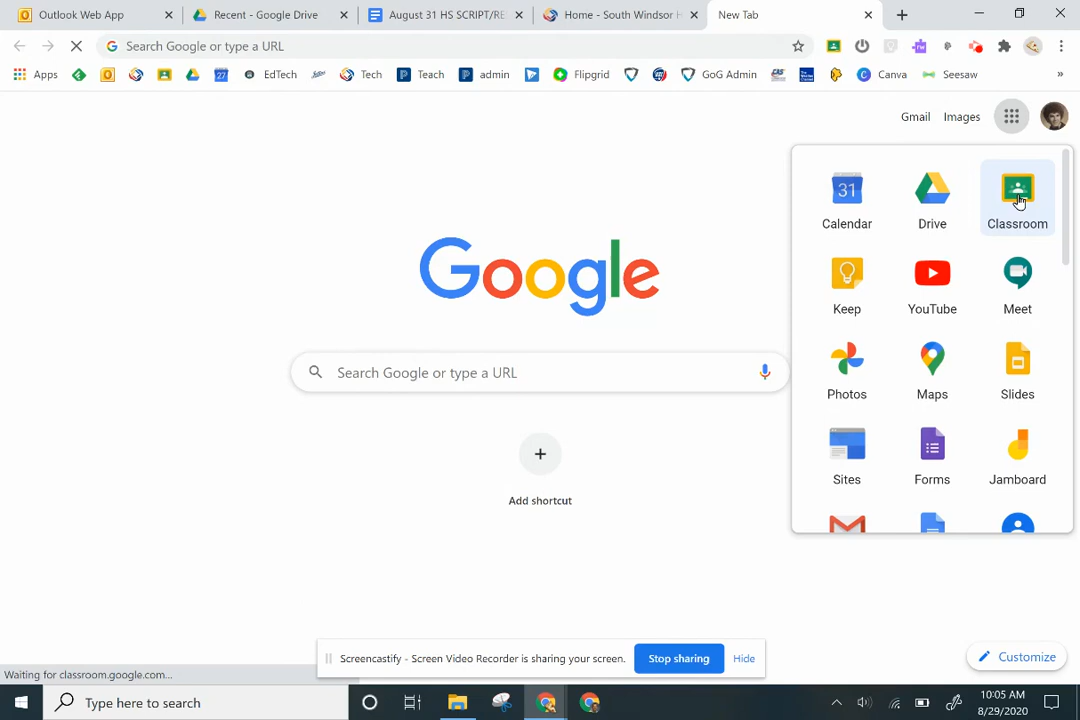 Outlook Web App
Recent - Google Drive
August 31 HS SCRIPT/RE
Home - South Windsor H
New Tab
Search Google or type a URL
Apps
27
EdTech
Tech
Teach
admin
Flipgrid
GoG Admin
Canva
Seesaw
Gmail
Images
31
Calendar
Drive
Classroom
Google
Keep
YouTube
Meet
Search Google or type a URL
Photos
Maps
Slides
Sites
Forms
Jamboard
Add shortcut
Screencastify - Screen Video Recorder is sharing your screen.
Stop sharing
Hide
Customize
Waiting for classroom.google.com...
Type here to search
10:05 AM
8/29/2020